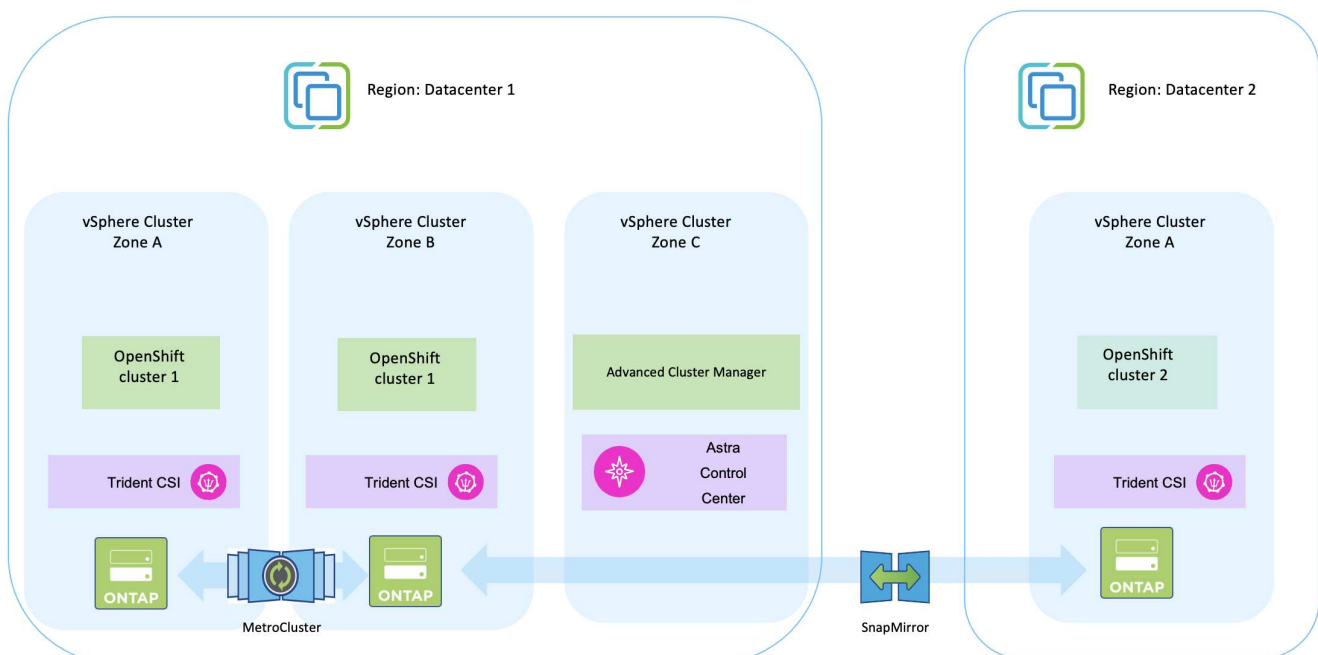 Region: Datacenter 1
Region: Datacenter 2
vSphere Cluster
Zone A
vSphere Cluster
Zone B
vSphere Cluster
Zone C
vSphere Cluster
Zone A
OpenShift
cluster 1
OpenShift
cluster 1
Advanced Cluster Manager
OpenShift
cluster 2
Trident CSI
Trident CSI
Astra
Control
Center
Trident CSI
ONTAP
ONTAP
ONTAP
MetroCluster
SnapMirror